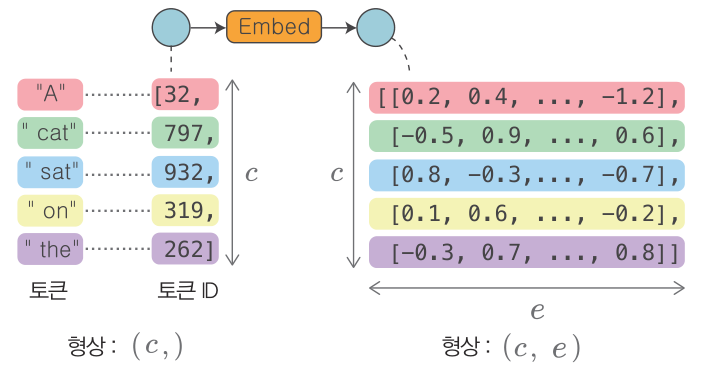 Embed
"A" [32,
" cat" 797,
" sat" 932,
" on" 319,
" the" 262]
토큰 토큰 ID
c
형상 : (c,)
[[0.2, 0.4, ..., -1.2],
[-0.5, 0.9, ..., 0.6],
[0.8, -0.3,..., -0.7],
[0.1, 0.6, ..., -0.2],
[-0.3, 0.7, ..., 0.8]]
c
e
형상 : (c, e)